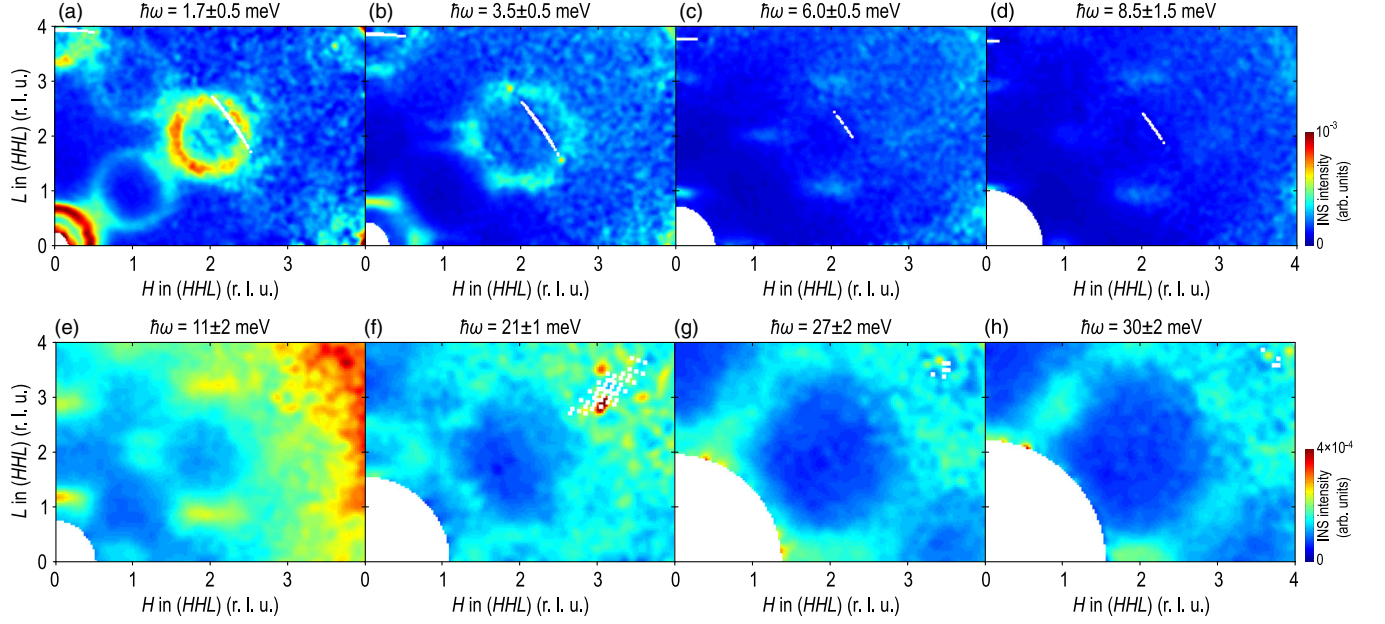 (a) ħω = 1.7±0.5 meV
(b) ħω = 3.5±0.5 meV
(c) ħω = 6.0±0.5 meV
(d) ħω = 8.5±1.5 meV
L in (HHL) (r. l. u.)
4
3
2
1
0
0 1 2 3
0 1 2 3
0 1 2 3
0 1 2 3 4
H in (HHL) (r. l. u.)
H in (HHL) (r. l. u.)
H in (HHL) (r. l. u.)
H in (HHL) (r. l. u.)
10⁻³
0
INS intensity
(arb. units)
(e) ħω = 11±2 meV
(f) ħω = 21±1 meV
(g) ħω = 27±2 meV
(h) ħω = 30±2 meV
L in (HHL) (r. l. u.)
4
3
2
1
0
0 1 2 3
0 1 2 3
0 1 2 3
0 1 2 3 4
H in (HHL) (r. l. u.)
H in (HHL) (r. l. u.)
H in (HHL) (r. l. u.)
H in (HHL) (r. l. u.)
4×10⁻⁴
0
INS intensity
(arb. units)